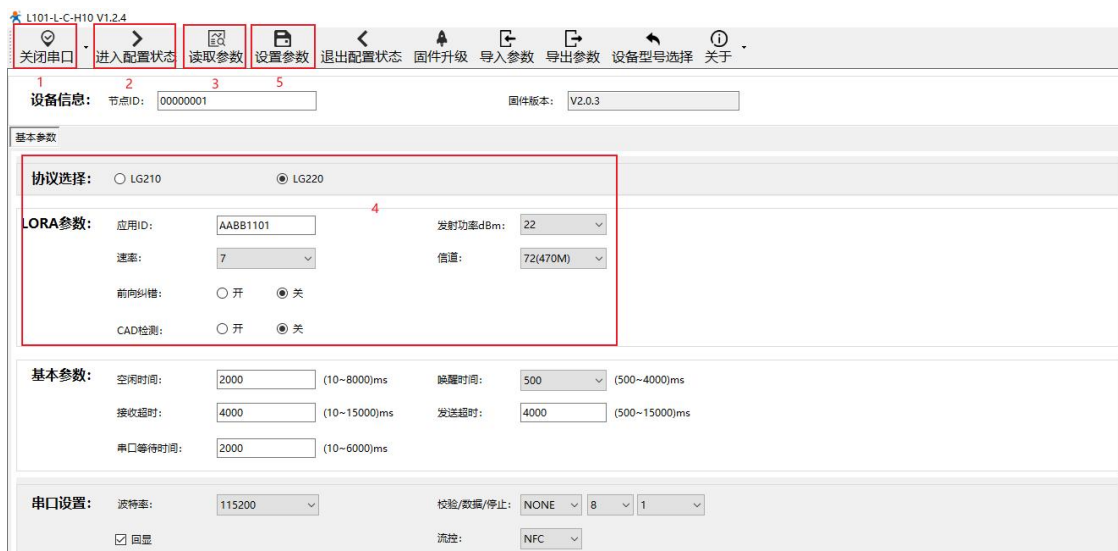 L101-L-C-H10 V1.2.4
关闭串口 进入配置状态 读取参数 设置参数 退出配置状态 固件升级 导入参数 导出参数 设备型号选择 关于
1 2 3 5
设备信息: 节点ID: 00000001 固件版本: V2.0.3
基本参数
协议选择: LG210 LG220
4
LORA参数: 应用ID: AABB1101 发射功率dBm: 22
速率: 7 信道: 72(470M)
前向纠错: 开 关
CAD检测: 开 关
基本参数: 空闲时间: 2000 (10~8000)ms 唤醒时间: 500 (500~4000)ms
接收超时: 4000 (10~15000)ms 发送超时: 4000 (500~15000)ms
串口等待时间: 2000 (10~6000)ms
串口设置: 波特率: 115200 校验/数据/停止: NONE 8 1
回显 流控: NFC